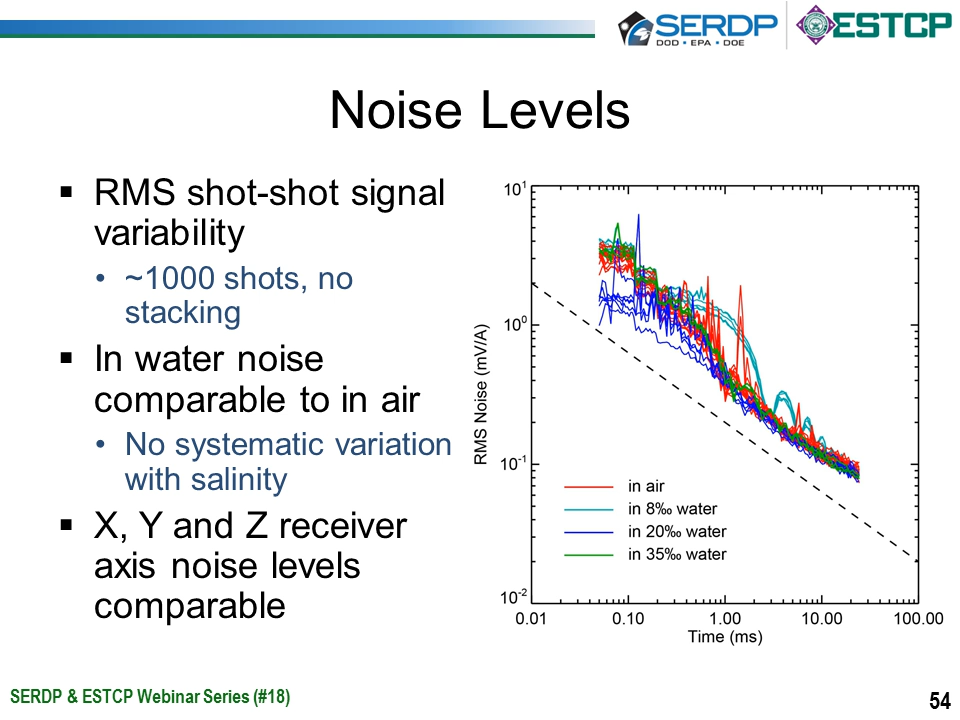 SERDP
DOD • EPA • DOE
ESTCP
Noise Levels
▪ RMS shot-shot signal
variability
• ~1000 shots, no
stacking
▪ In water noise
comparable to in air
• No systematic variation
with salinity
▪ X, Y and Z receiver
axis noise levels
comparable
10¹
10⁰
10⁻¹
10⁻²
RMS Noise (mV/A)
in air
in 8‰ water
in 20‰ water
in 35‰ water
0.01 0.10 1.00 10.00 100.00
Time (ms)
SERDP & ESTCP Webinar Series (#18)
54